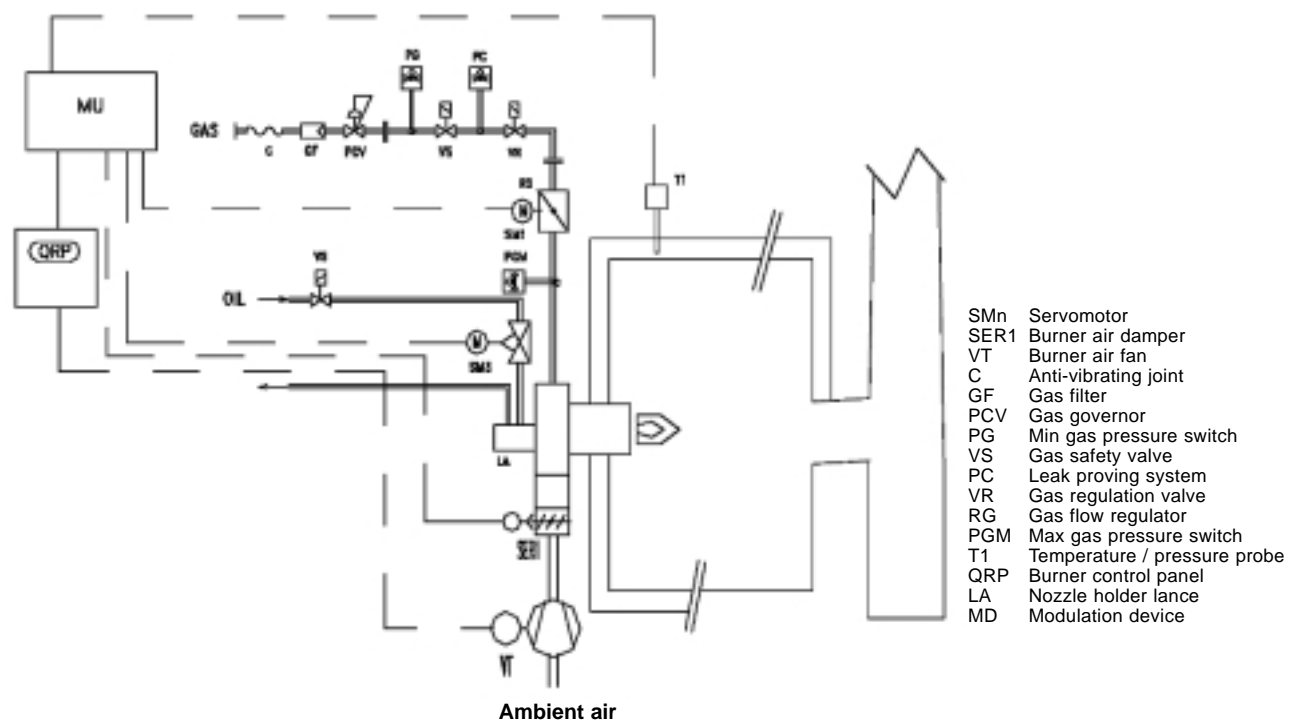 PG
PC
MU
GAS
C
GF
PCV
VS
VR
RG
T1
M
SM1
QRP
VS
PGM
OIL
M
SM5
LA
SER1
VT
Ambient air
SMn Servomotor
SER1 Burner air damper
VT Burner air fan
C Anti-vibrating joint
GF Gas filter
PCV Gas governor
PG Min gas pressure switch
VS Gas safety valve
PC Leak proving system
VR Gas regulation valve
RG Gas flow regulator
PGM Max gas pressure switch
T1 Temperature / pressure probe
QRP Burner control panel
LA Nozzle holder lance
MD Modulation device